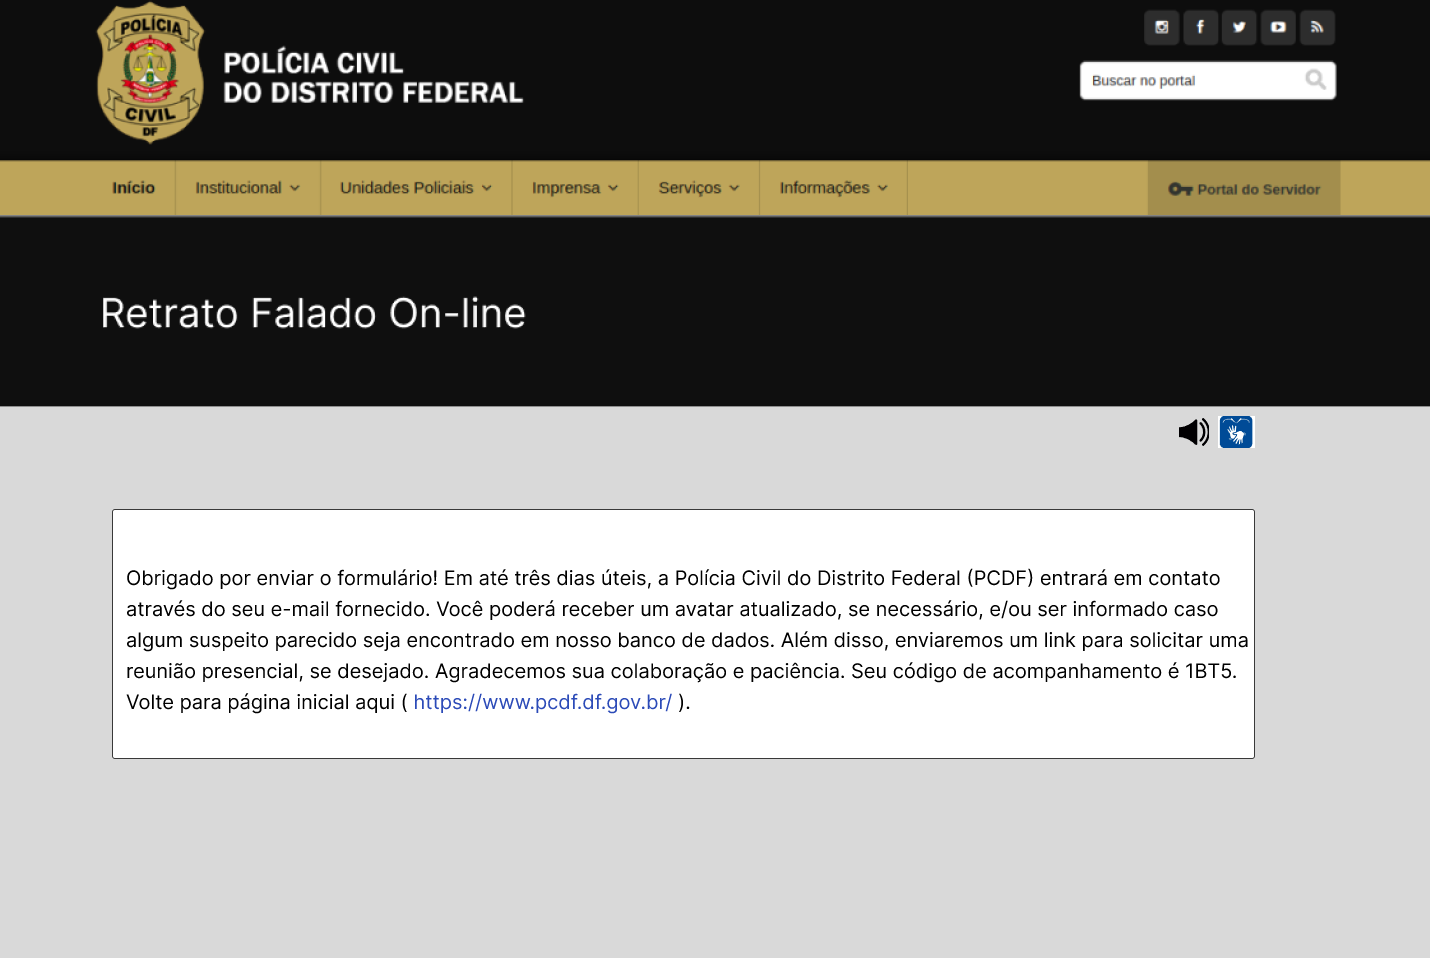 POLÍCIA
CIVIL
DF
POLÍCIA CIVIL
DO DISTRITO FEDERAL
Buscar no portal
Início
Institucional
Unidades Policiais
Imprensa
Serviços
Informações
Portal do Servidor
Retrato Falado On-line
Obrigado por enviar o formulário! Em até três dias úteis, a Polícia Civil do Distrito Federal (PCDF) entrará em contato
através do seu e-mail fornecido. Você poderá receber um avatar atualizado, se necessário, e/ou ser informado caso
algum suspeito parecido seja encontrado em nosso banco de dados. Além disso, enviaremos um link para solicitar uma
reunião presencial, se desejado. Agradecemos sua colaboração e paciência. Seu código de acompanhamento é 1BT5.
Volte para página inicial aqui ( https://www.pcdf.df.gov.br/ ).